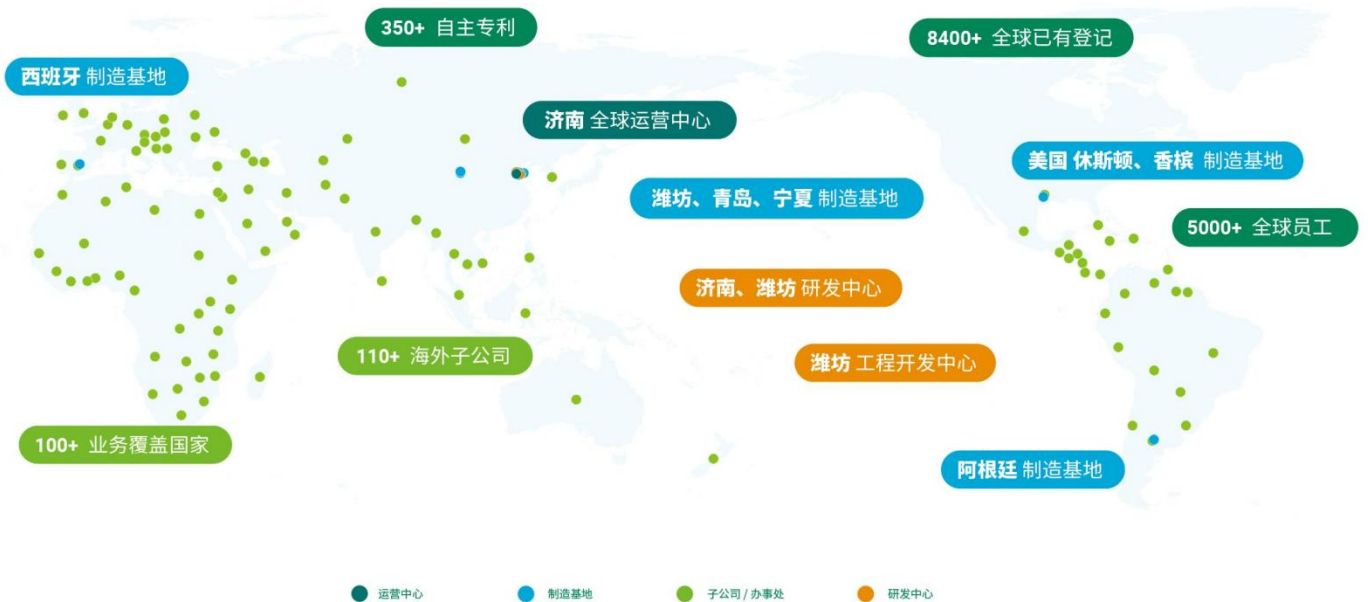 350+ 自主专利
8400+ 全球已有登记
西班牙 制造基地
济南 全球运营中心
美国 休斯顿、香槟 制造基地
潍坊、青岛、宁夏 制造基地
5000+ 全球员工
济南、潍坊 研发中心
110+ 海外子公司
潍坊 工程开发中心
100+ 业务覆盖国家
阿根廷 制造基地
运营中心
制造基地
子公司 / 办事处
研发中心